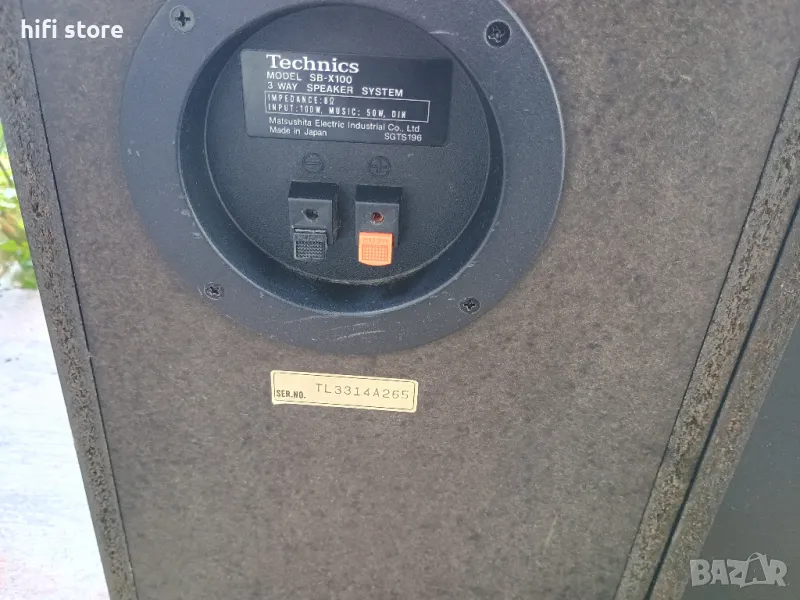 hifi store
Technics
MODEL SB-X100
3 WAY SPEAKER SYSTEM
IMPEDANCE:8Ω
INPUT:100W, MUSIC: 50W, DIN
Matsushita Electric Industrial Co., Ltd
Made in Japan SGTS196
SER.NO. TL3314A265
BAZAR